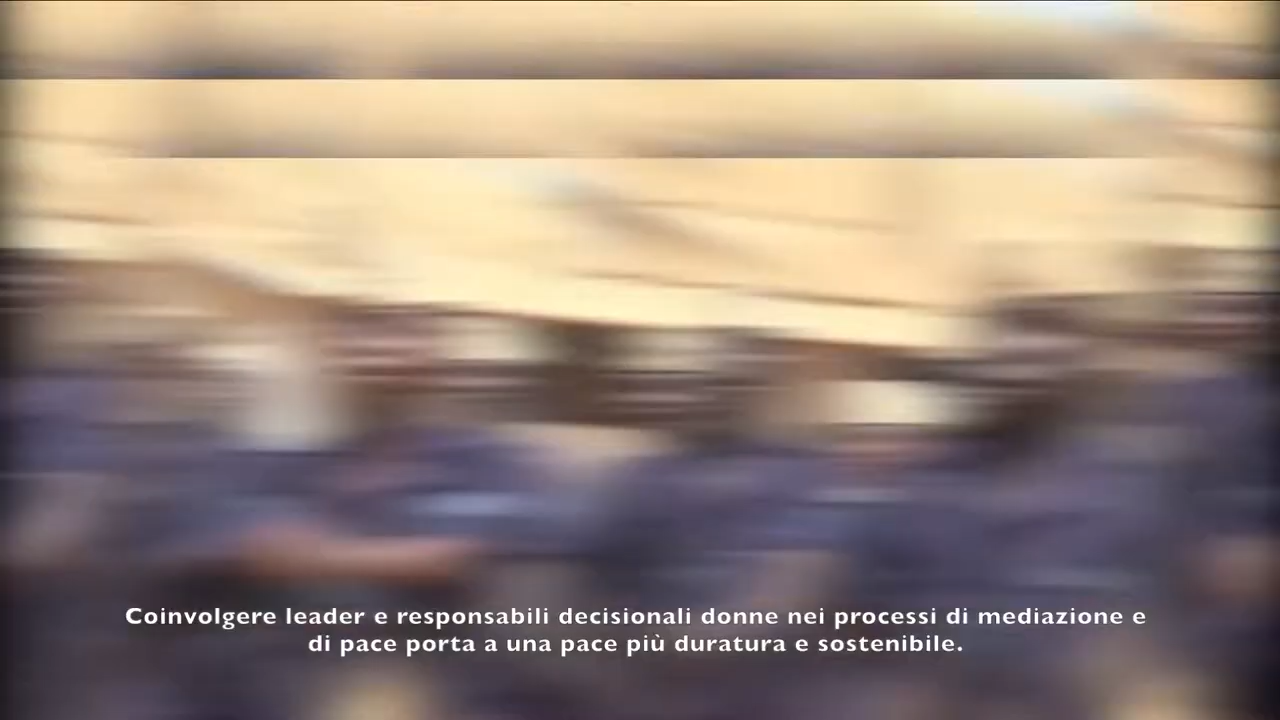 Coinvolgere leader e responsabili decisionali donne nei processi di mediazione e
di pace porta a una pace più duratura e sostenibile.